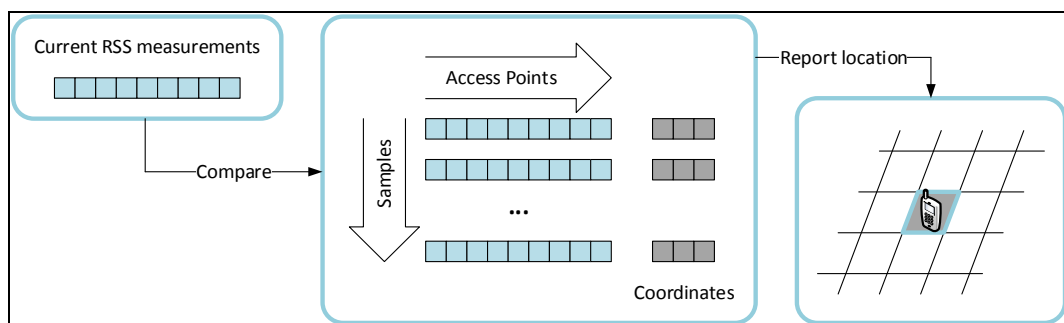 Current RSS measurements
Compare
Access Points
Samples
...
Coordinates
Report location